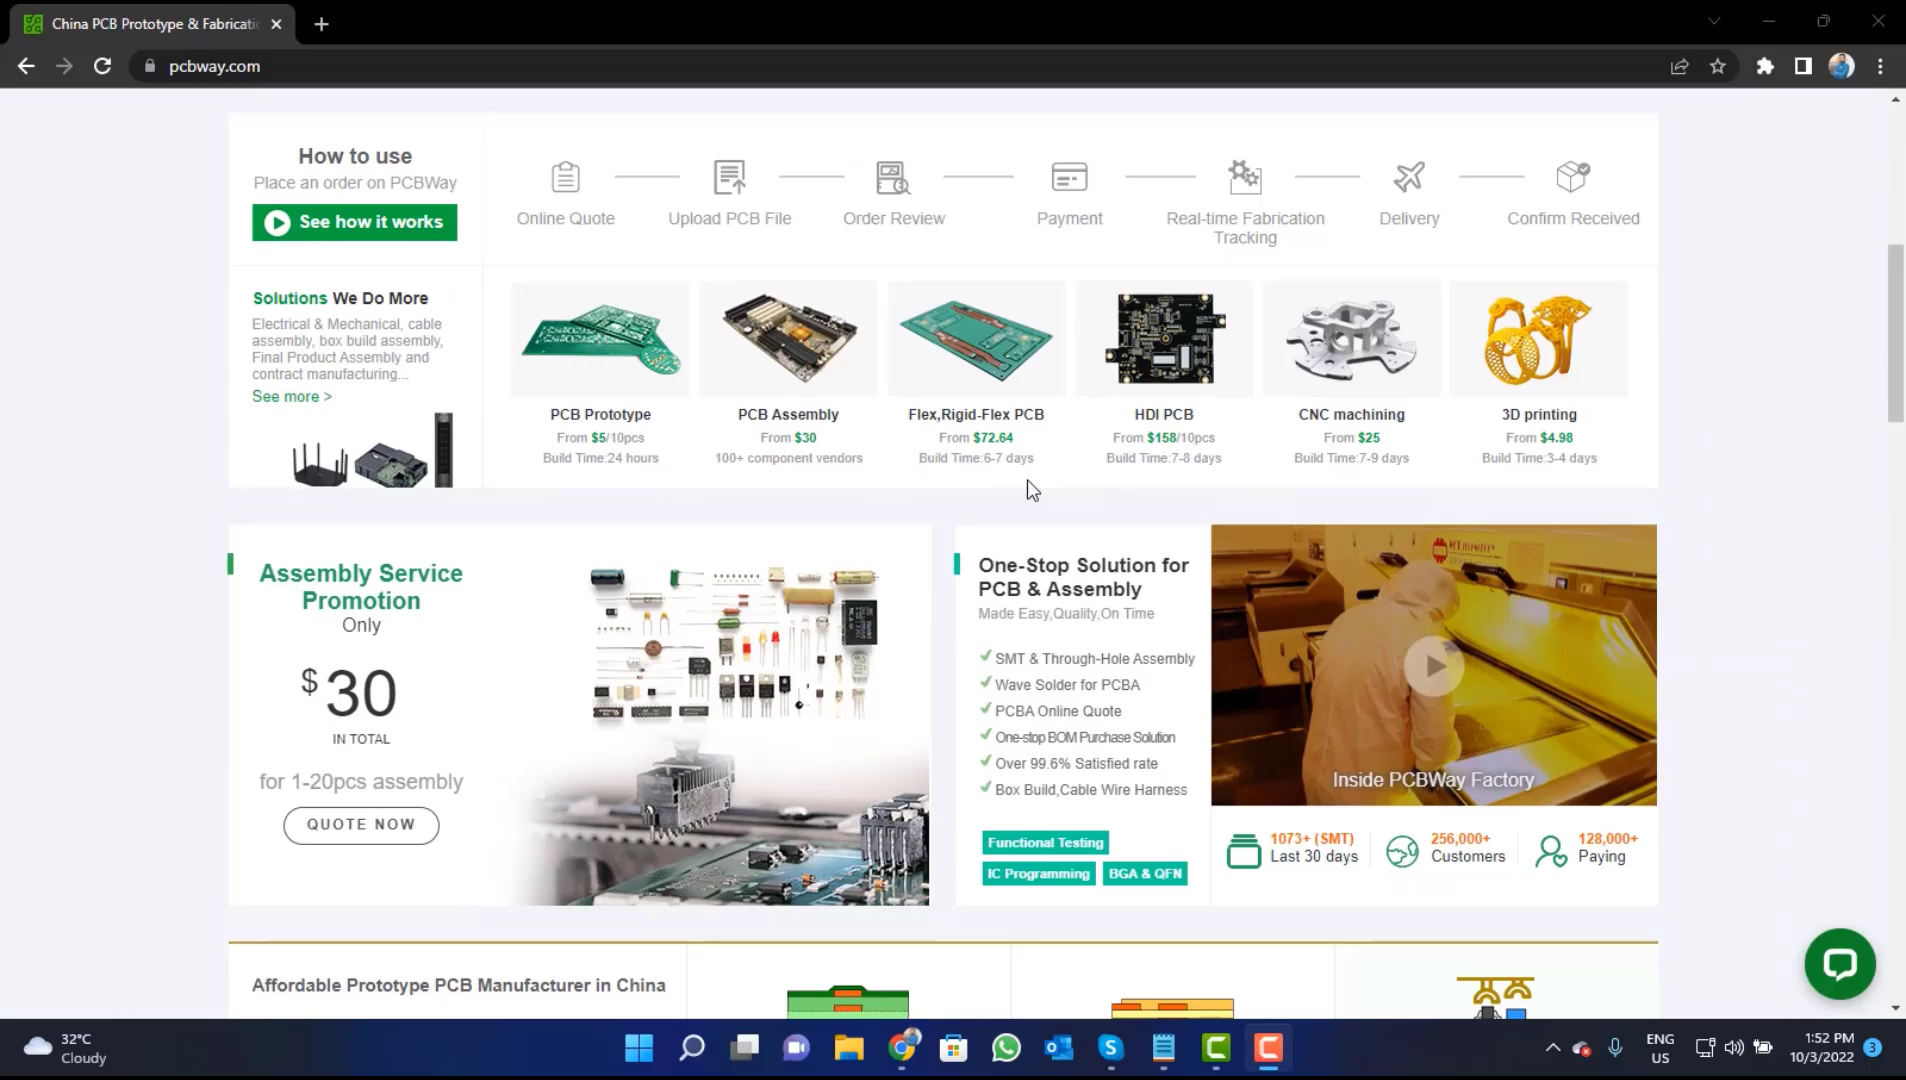 China PCB Prototype & Fabricati
pcbway.com
How to use
Place an order on PCBWay
See how it works
Online Quote
Upload PCB File
Order Review
Payment
Real-time Fabrication
Tracking
Delivery
Confirm Received
Solutions We Do More
Electrical & Mechanical, cable
assembly, box build assembly,
Final Product Assembly and
contract manufacturing...
See more >
PCB Prototype
From $5/10pcs
Build Time:24 hours
PCB Assembly
From $30
100+ component vendors
Flex,Rigid-Flex PCB
From $72.64
Build Time:6-7 days
HDI PCB
From $158/10pcs
Build Time:7-8 days
CNC machining
From $25
Build Time:7-9 days
3D printing
From $4.98
Build Time:3-4 days
Assembly Service
Promotion
Only
$30
IN TOTAL
for 1-20pcs assembly
QUOTE NOW
One-Stop Solution for
PCB & Assembly
Made Easy,Quality,On Time
SMT & Through-Hole Assembly
Wave Solder for PCBA
PCBA Online Quote
One-stop BOM Purchase Solution
Over 99.6% Satisfied rate
Box Build,Cable Wire Harness
Functional Testing
IC Programming
BGA & QFN
Inside PCBWay Factory
1073+ (SMT)
Last 30 days
256,000+
Customers
128,000+
Paying
Affordable Prototype PCB Manufacturer in China
32°C
Cloudy
ENG
US
1:52 PM
10/3/2022
3